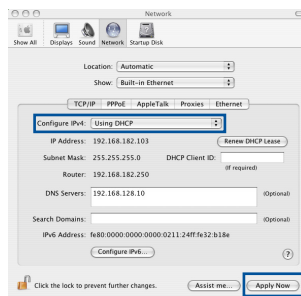 Network
Show All Displays Sound Network Startup Disk
Location: Automatic
Show: Built-in Ethernet
TCP/IP PPPoE AppleTalk Proxies Ethernet
Configure IPv4: Using DHCP
IP Address: 192.168.182.103 Renew DHCP Lease
Subnet Mask: 255.255.255.0 DHCP Client ID:
(If required)
Router: 192.168.182.250
DNS Servers: 192.168.128.10 (Optional)
Search Domains: (Optional)
IPv6 Address: fe80:0000:0000:0000:0211:24ff:fe32:b18e
Configure IPv6... ?
Click the lock to prevent further changes. Assist me... Apply Now